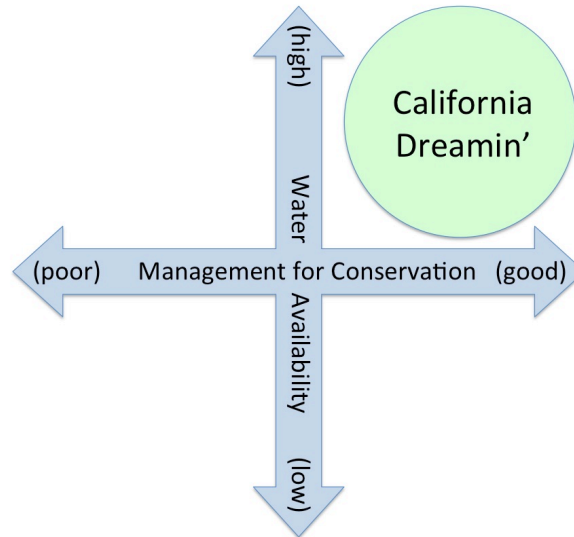 (high)
California
Dreamin’
Water
(poor) Management for Conservation (good)
Availability
(low)